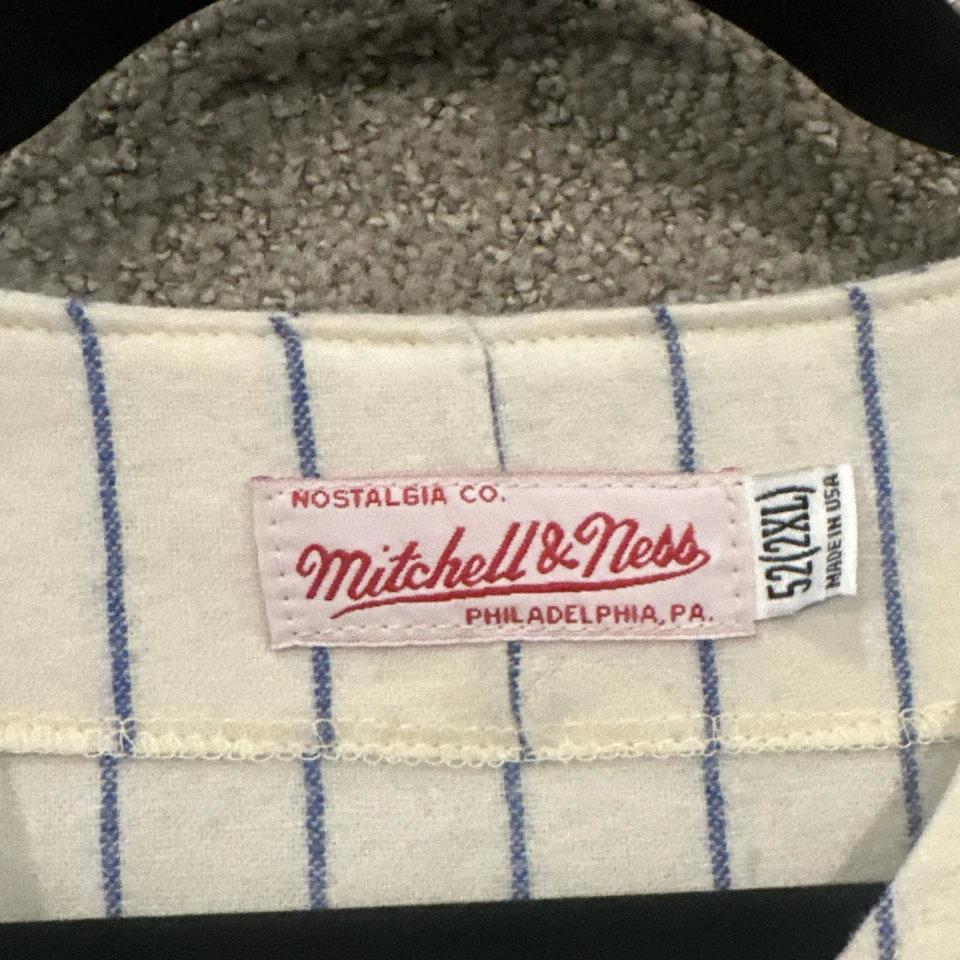 NOSTALGIA CO.
Mitchell & Ness
PHILADELPHIA, PA.
52(2XL)
MADE IN USA